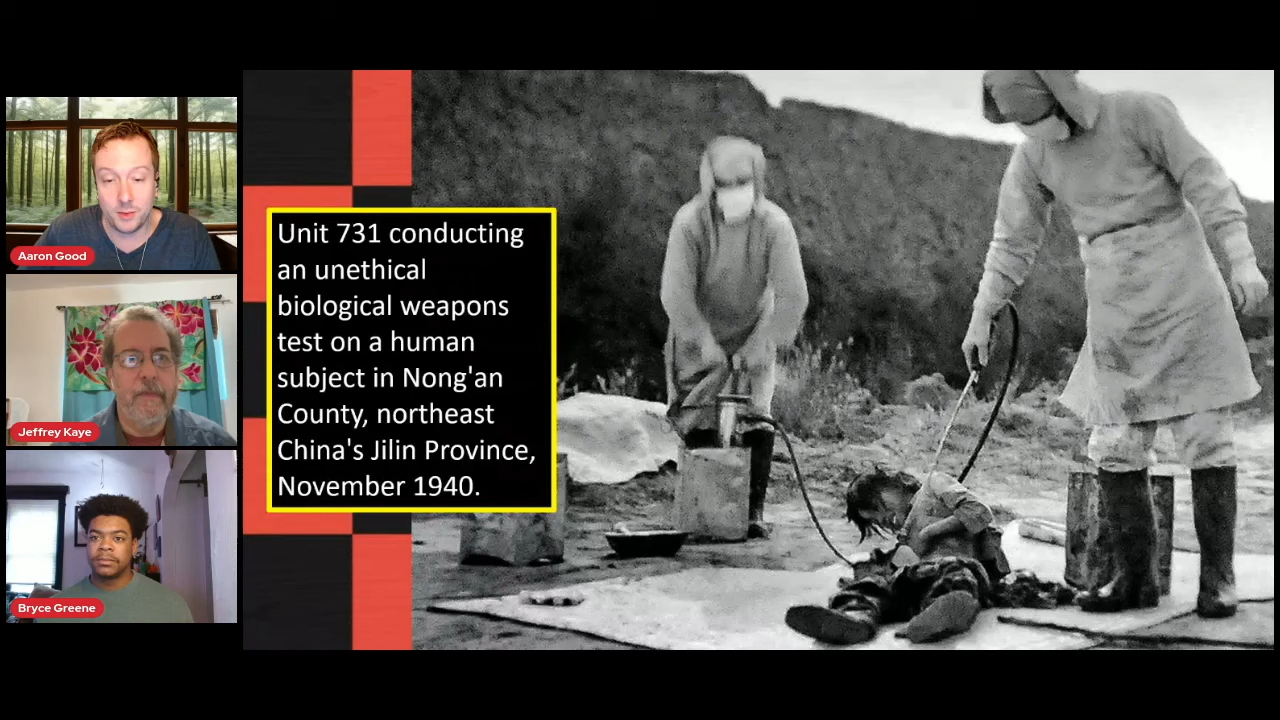 Aaron Good
Jeffrey Kaye
Bryce Greene
Unit 731 conducting
an unethical
biological weapons
test on a human
subject in Nong'an
County, northeast
China's Jilin Province,
November 1940.